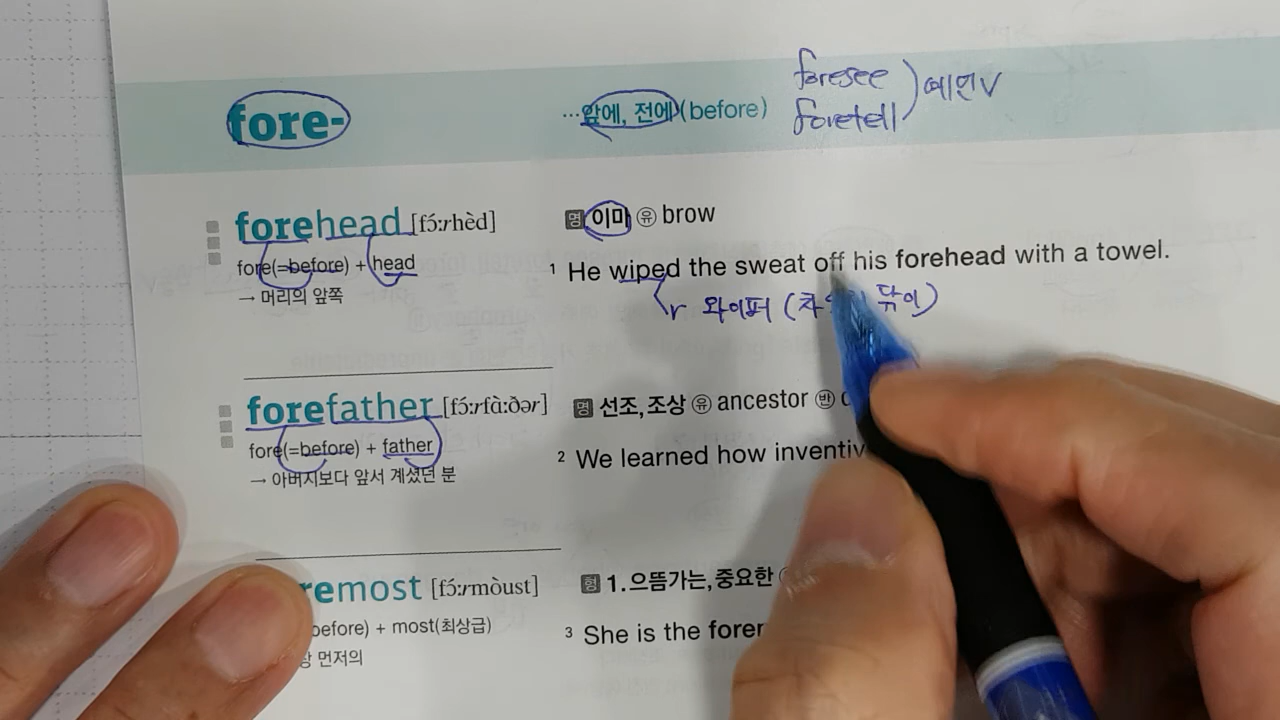 fore-
…앞에, 전에(before)
foresee
foretell
예언V
forehead [fɔ́ːrhèd]
명 이마 유 brow
fore(=before) + head
→ 머리의 앞쪽
1 He wiped the sweat off his forehead with a towel.
와이퍼 ( 닦이)
forefather [fɔ́ːrfàːðər]
명 선조, 조상 유 ancestor 반
fore(=before) + father
→ 아버지보다 앞서 계셨던 분
2 We learned how
remost [fɔ́ːrmòust]
형 1. 으뜸가는, 중요한
before) + most(최상급)
먼저의
3 She is the